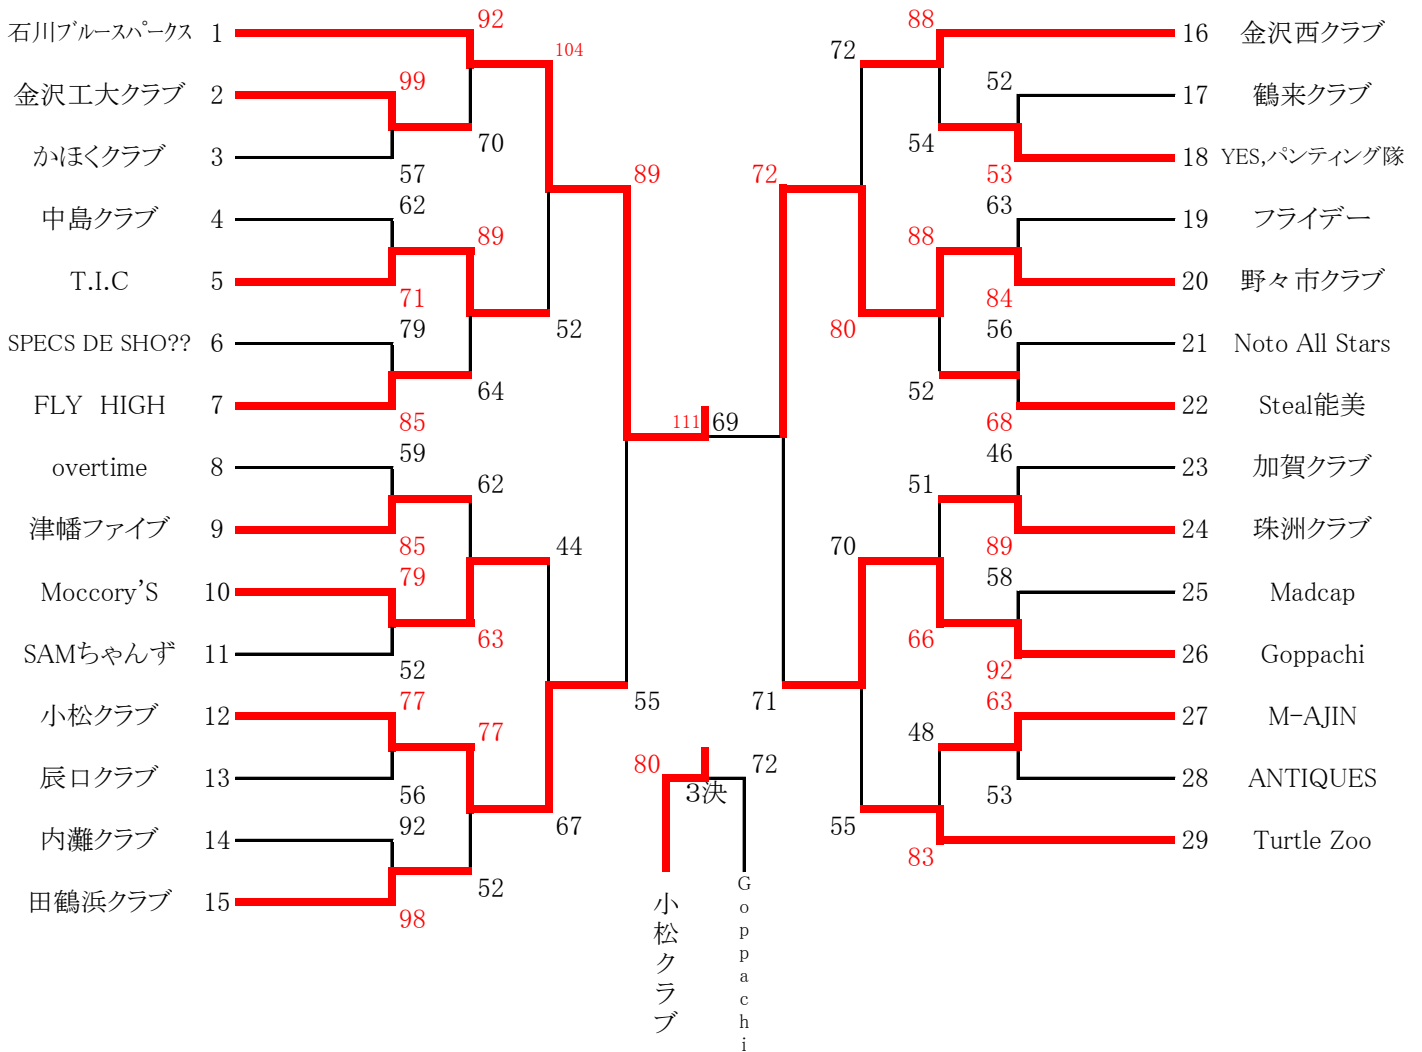 石川ブルースパークス 1
金沢工大クラブ 2
かほくクラブ 3
中島クラブ 4
T.I.C 5
SPECS DE SHO?? 6
FLY HIGH 7
overtime 8
津幡ファイブ 9
Moccory'S 10
SAMちゃんず 11
小松クラブ 12
辰口クラブ 13
内灘クラブ 14
田鶴浜クラブ 15
99
57
62
71
79
85
59
85
79
52
77
56
92
98
92
70
89
64
62
63
77
52
104
52
44
67
89
55
111
69
72
71
80
72
3決
小松クラブ
Goppachi
72
80
70
55
88
54
88
52
51
66
48
83
52
53
63
84
56
68
46
89
58
92
63
53
16 金沢西クラブ
17 鶴来クラブ
18 YES,パンティング隊
19 フライデー
20 野々市クラブ
21 Noto All Stars
22 Steal能美
23 加賀クラブ
24 珠洲クラブ
25 Madcap
26 Goppachi
27 M-AJIN
28 ANTIQUES
29 Turtle Zoo